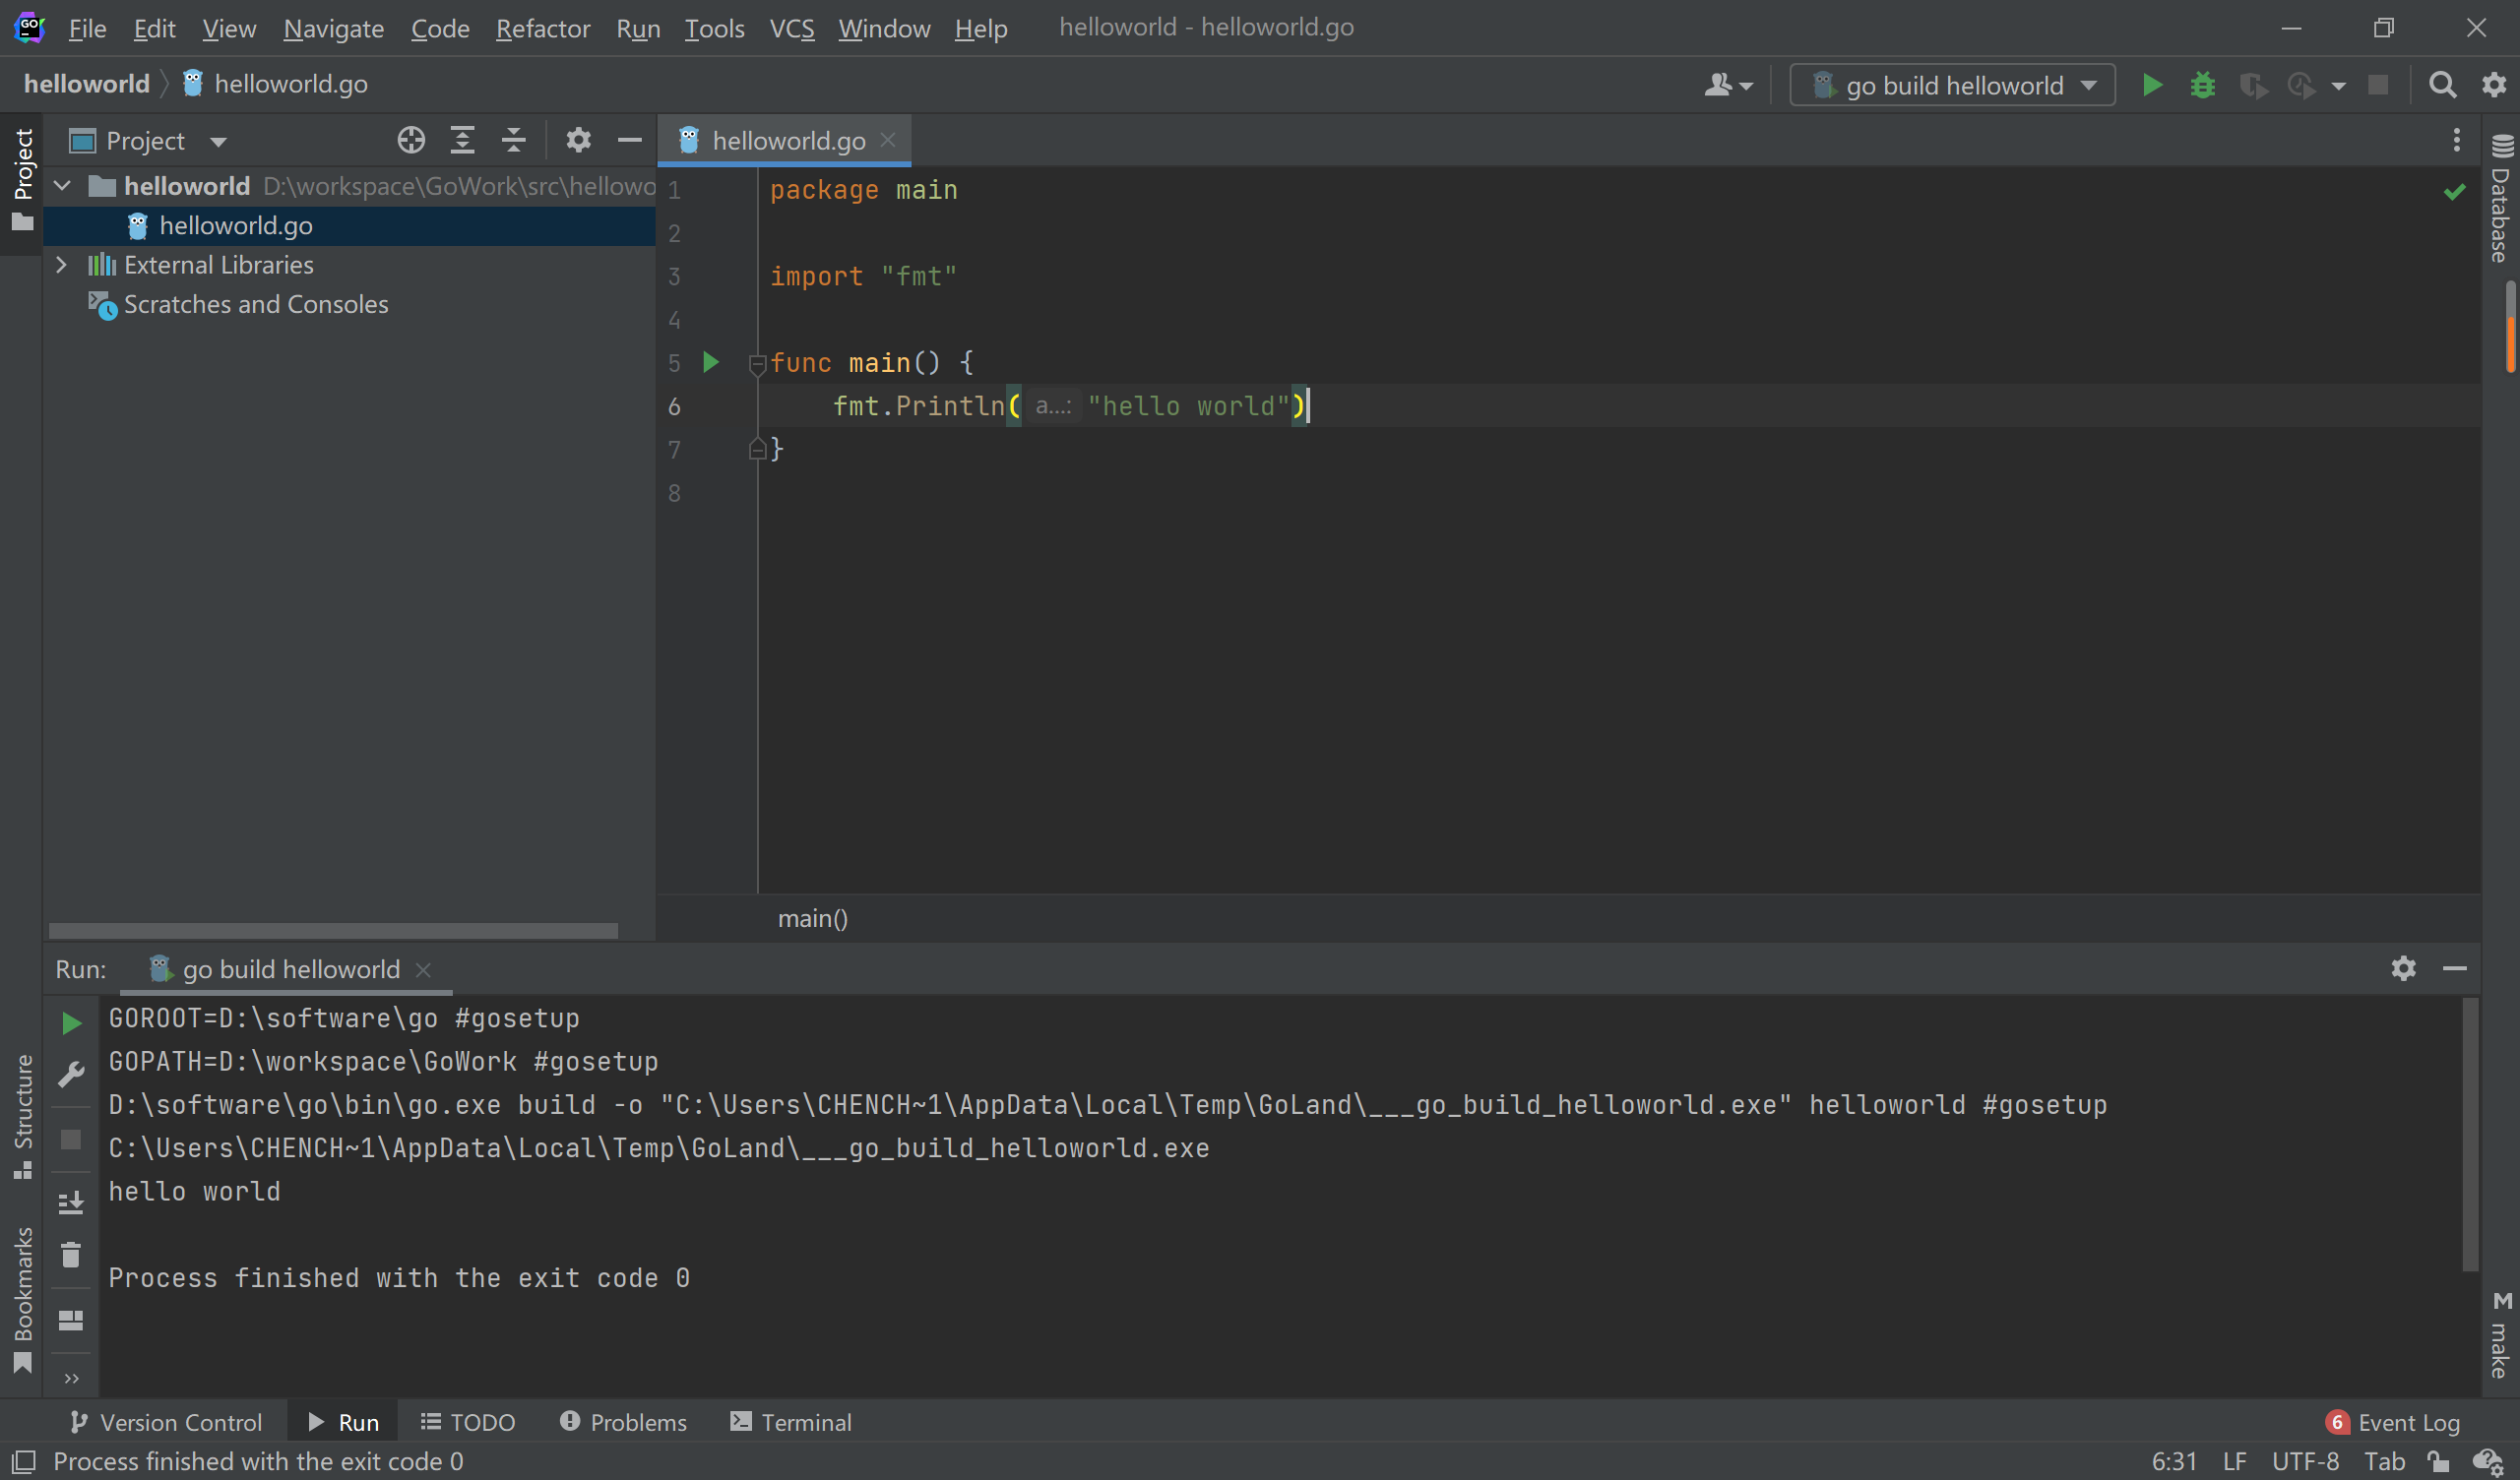 GO File Edit View Navigate Code Refactor Run Tools VCS Window Help helloworld - helloworld.go
helloworld helloworld.go go build helloworld
Project
Project
helloworld D:\workspace\GoWork\src\hellowo
helloworld.go
External Libraries
Scratches and Consoles
helloworld.go
1 package main
2
3 import "fmt"
4
5 func main() {
6 fmt.Println( a...: "hello world")
7 }
8
main()
Database
Run: go build helloworld
GOROOT=D:\software\go #gosetup
GOPATH=D:\workspace\GoWork #gosetup
D:\software\go\bin\go.exe build -o "C:\Users\CHENCH~1\AppData\Local\Temp\GoLand\___go_build_helloworld.exe" helloworld #gosetup
C:\Users\CHENCH~1\AppData\Local\Temp\GoLand\___go_build_helloworld.exe
hello world
Process finished with the exit code 0
Structure
Bookmarks
M make
Version Control Run TODO Problems Terminal 6 Event Log
Process finished with the exit code 0 6:31 LF UTF-8 Tab